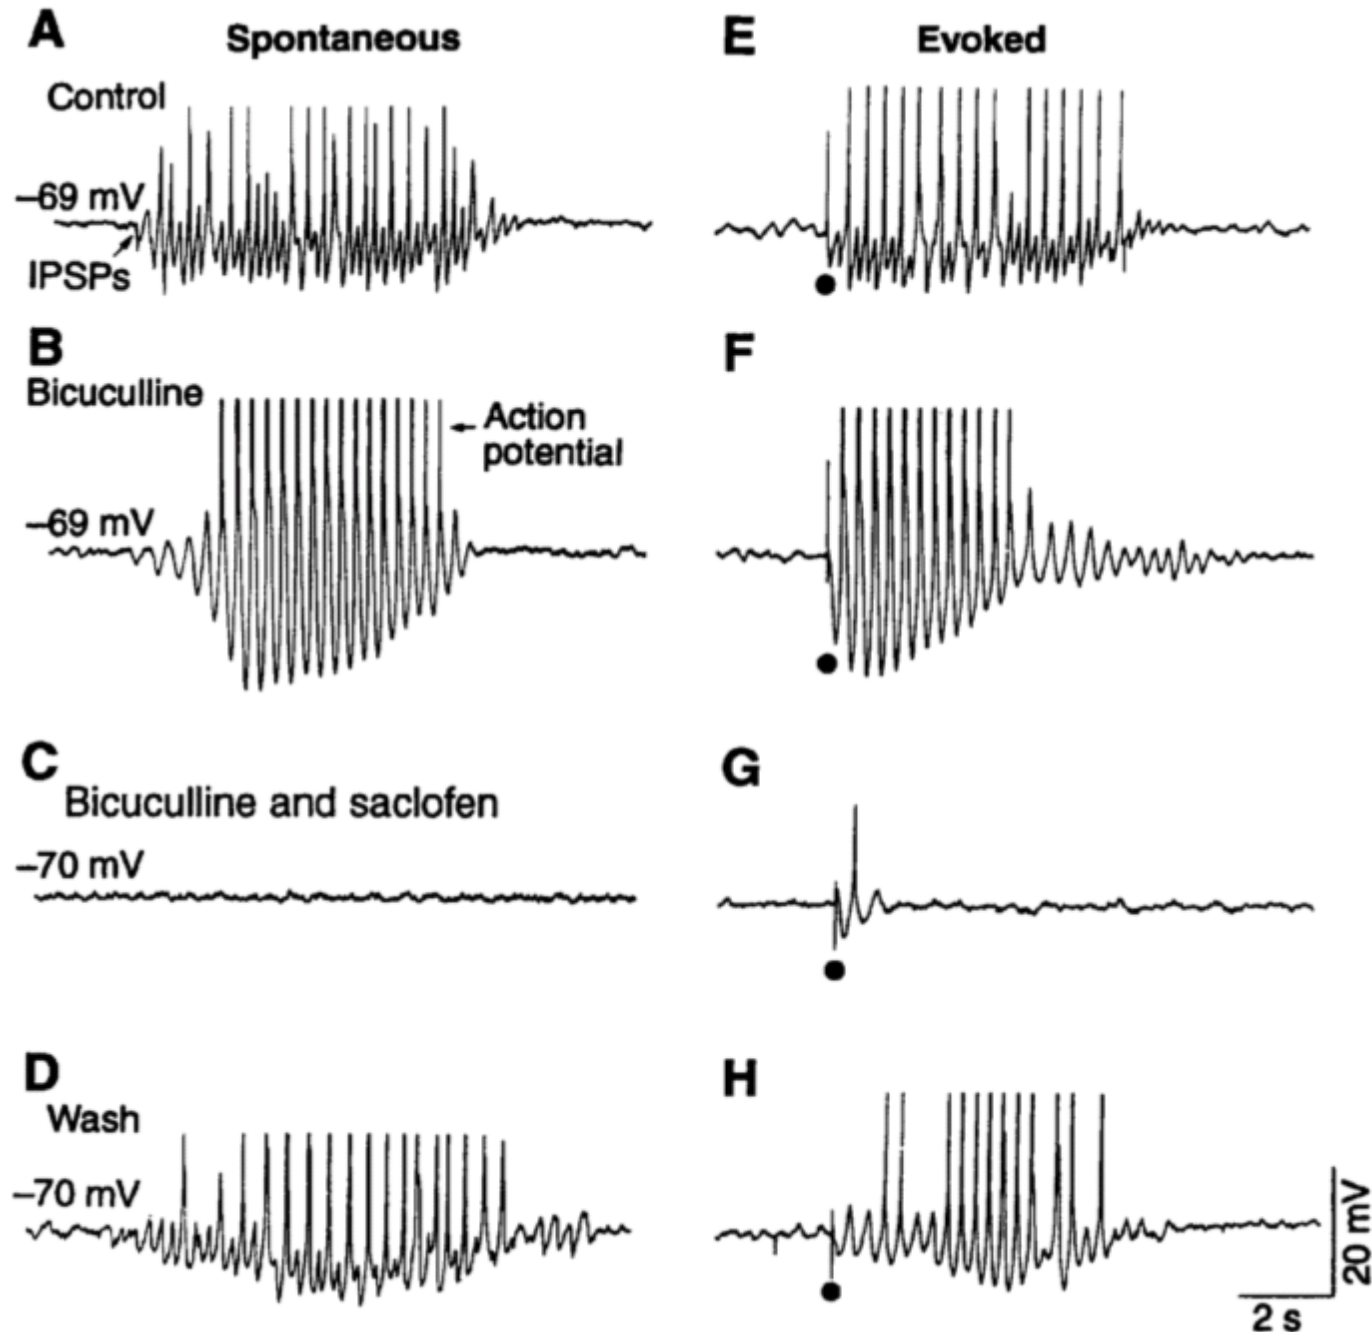 A
Spontaneous
Control
–69 mV
IPSPs
E
Evoked
B
Bicuculline
Action
potential
–69 mV
F
C
Bicuculline and saclofen
–70 mV
G
D
Wash
–70 mV
H
20 mV
2 s